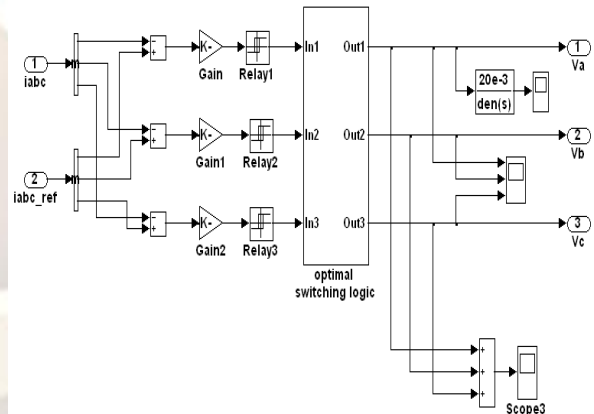 1
iabc
m
2
iabc_ref
m
-
+
-
+
-
+
K-
Gain
K-
Gain1
K-
Gain2
Relay1
Relay2
Relay3
In1
In2
In3
Out1
Out2
Out3
optimal
switching logic
20e-3
den(s)
1
Va
2
Vb
3
Vc
+
+
+
Scope3